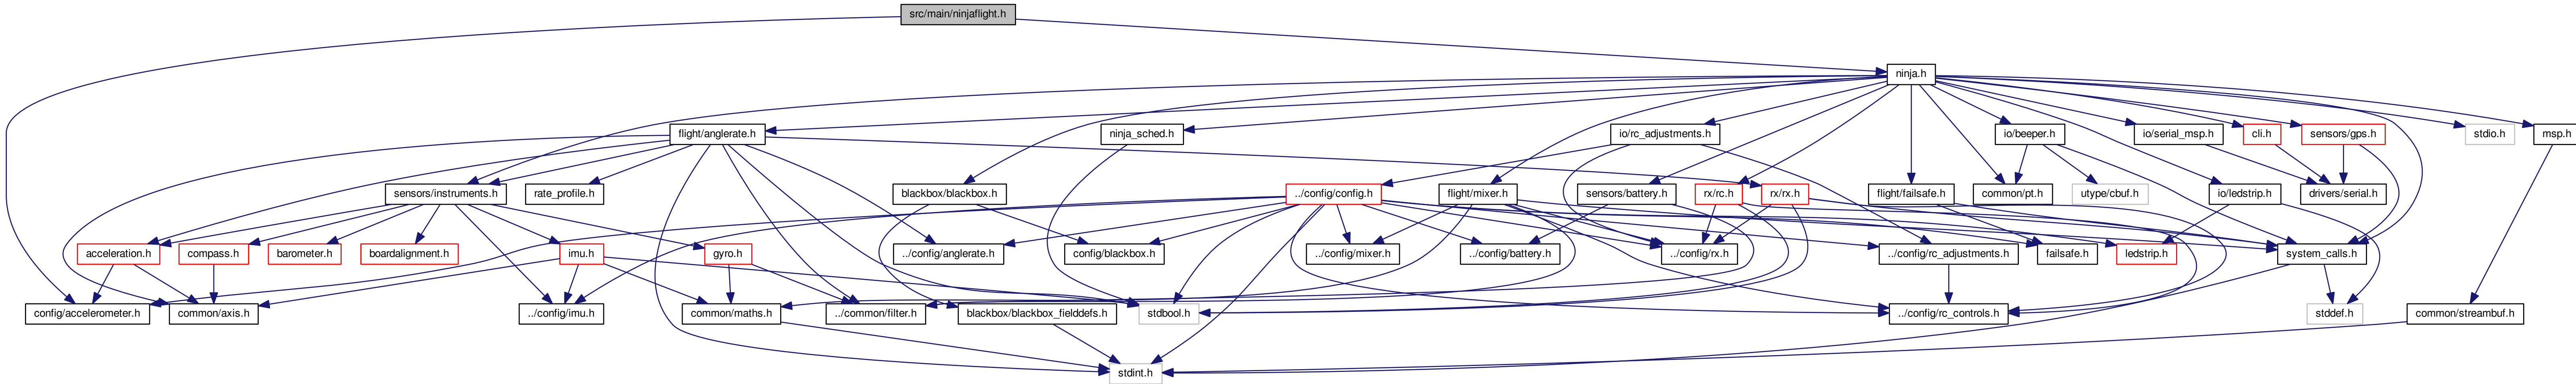 src/main/ninjaflight.h
ninja.h
flight/anglerate.h
ninja_sched.h
io/rc_adjustments.h
io/beeper.h
io/serial_msp.h
cli.h
sensors/gps.h
stdio.h
msp.h
sensors/instruments.h
rate_profile.h
blackbox/blackbox.h
../config/config.h
flight/mixer.h
sensors/battery.h
rx/rc.h
rx/rx.h
flight/failsafe.h
common/pt.h
utype/cbuf.h
io/ledstrip.h
drivers/serial.h
acceleration.h
compass.h
barometer.h
boardalignment.h
imu.h
gyro.h
../config/anglerate.h
config/blackbox.h
../config/mixer.h
../config/battery.h
../config/rx.h
../config/rc_adjustments.h
failsafe.h
ledstrip.h
system_calls.h
config/accelerometer.h
common/axis.h
../config/imu.h
common/maths.h
../common/filter.h
blackbox/blackbox_fielddefs.h
stdbool.h
../config/rc_controls.h
stddef.h
common/streambuf.h
stdint.h